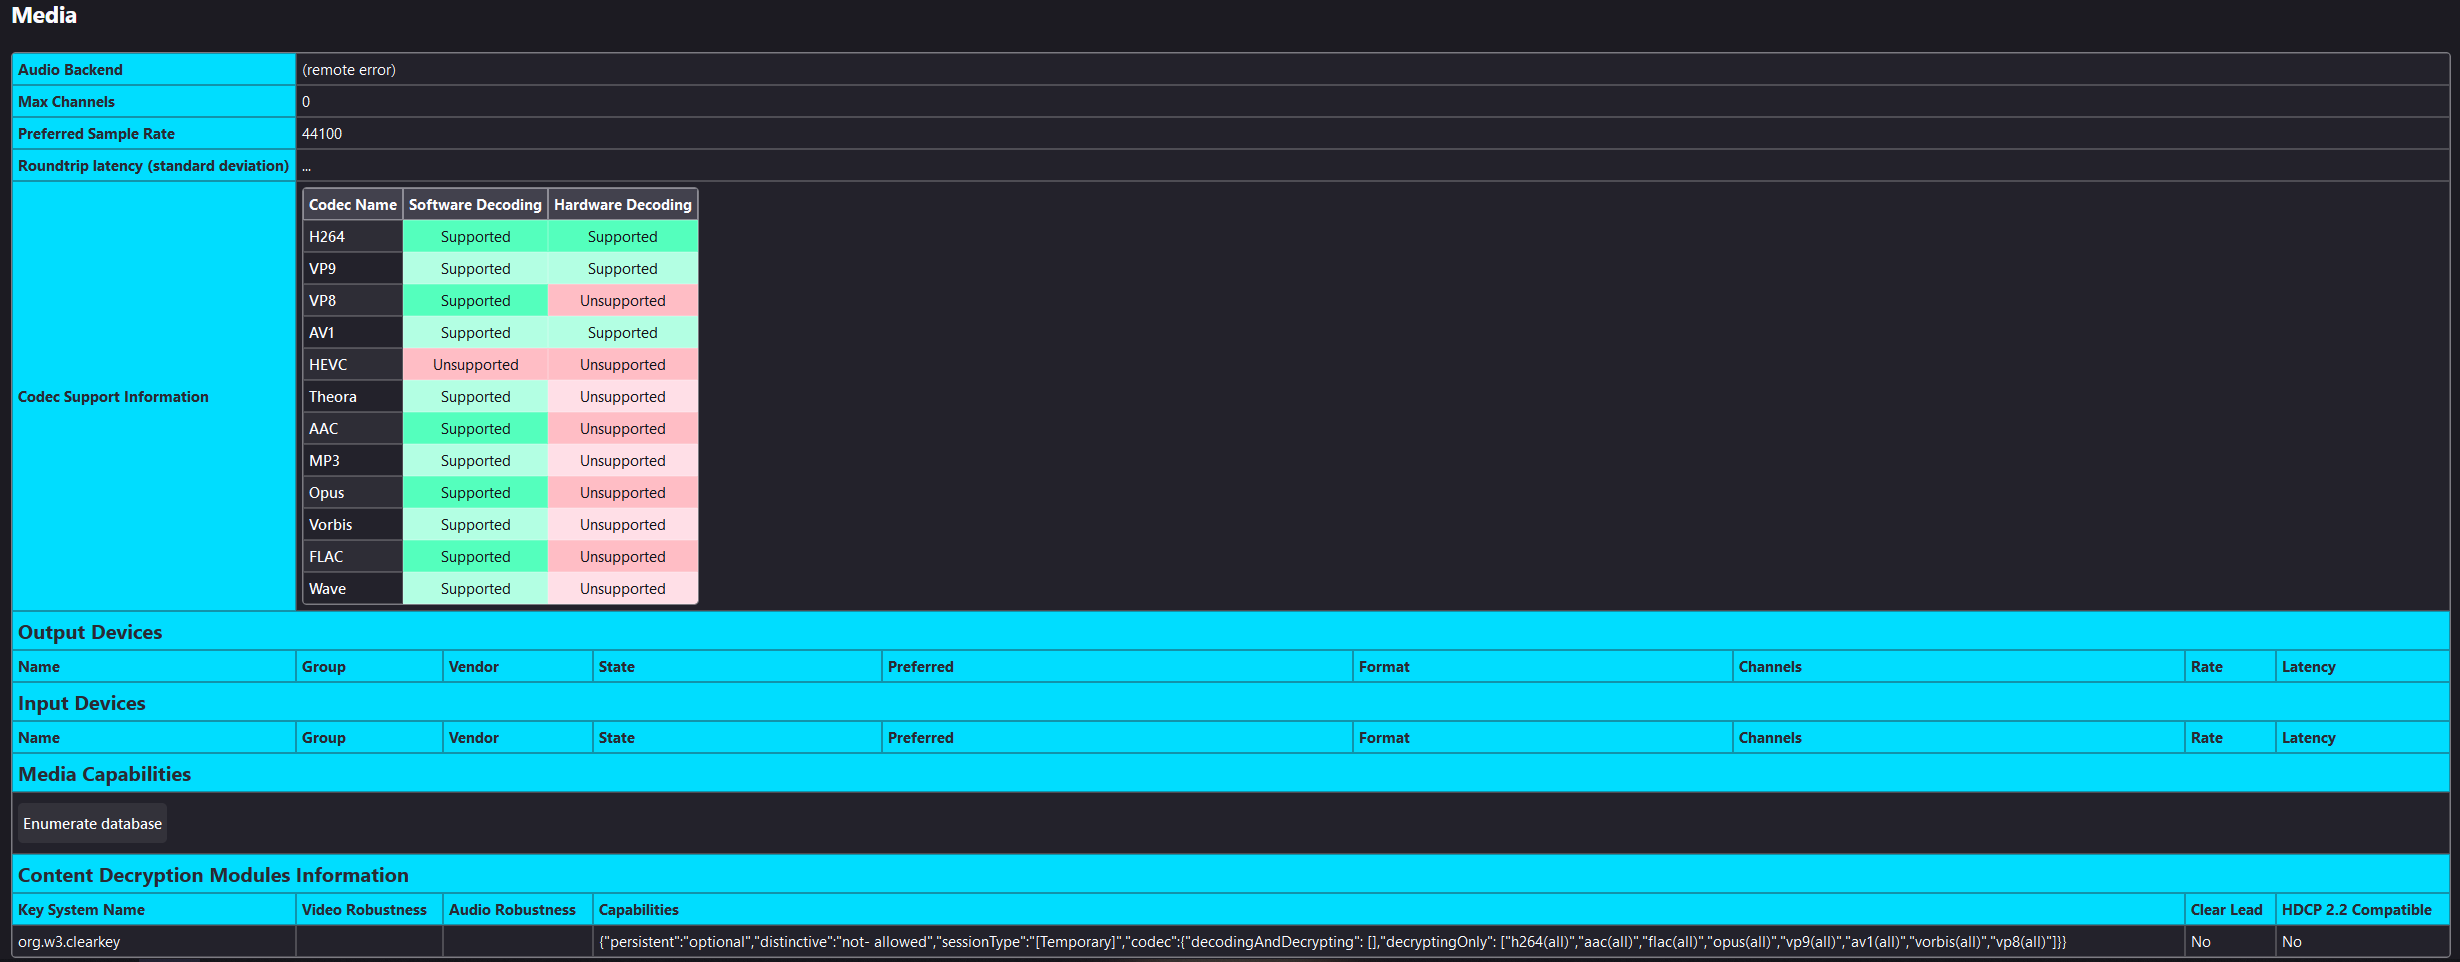 Media
Audio Backend (remote error)
Max Channels 0
Preferred Sample Rate 44100
Roundtrip latency (standard deviation) ...
Codec Support Information
Codec Name Software Decoding Hardware Decoding
H264 Supported Supported
VP9 Supported Supported
VP8 Supported Unsupported
AV1 Supported Supported
HEVC Unsupported Unsupported
Theora Supported Unsupported
AAC Supported Unsupported
MP3 Supported Unsupported
Opus Supported Unsupported
Vorbis Supported Unsupported
FLAC Supported Unsupported
Wave Supported Unsupported
Output Devices
Name Group Vendor State Preferred Format Channels Rate Latency
Input Devices
Name Group Vendor State Preferred Format Channels Rate Latency
Media Capabilities
Enumerate database
Content Decryption Modules Information
Key System Name Video Robustness Audio Robustness Capabilities Clear Lead HDCP 2.2 Compatible
org.w3.clearkey {"persistent":"optional","distinctive":"not- allowed","sessionType":"[Temporary]","codec":{"decodingAndDecrypting": [],"decryptingOnly": ["h264(all)","aac(all)","flac(all)","opus(all)","vp9(all)","av1(all)","vorbis(all)","vp8(all)"]}} No No